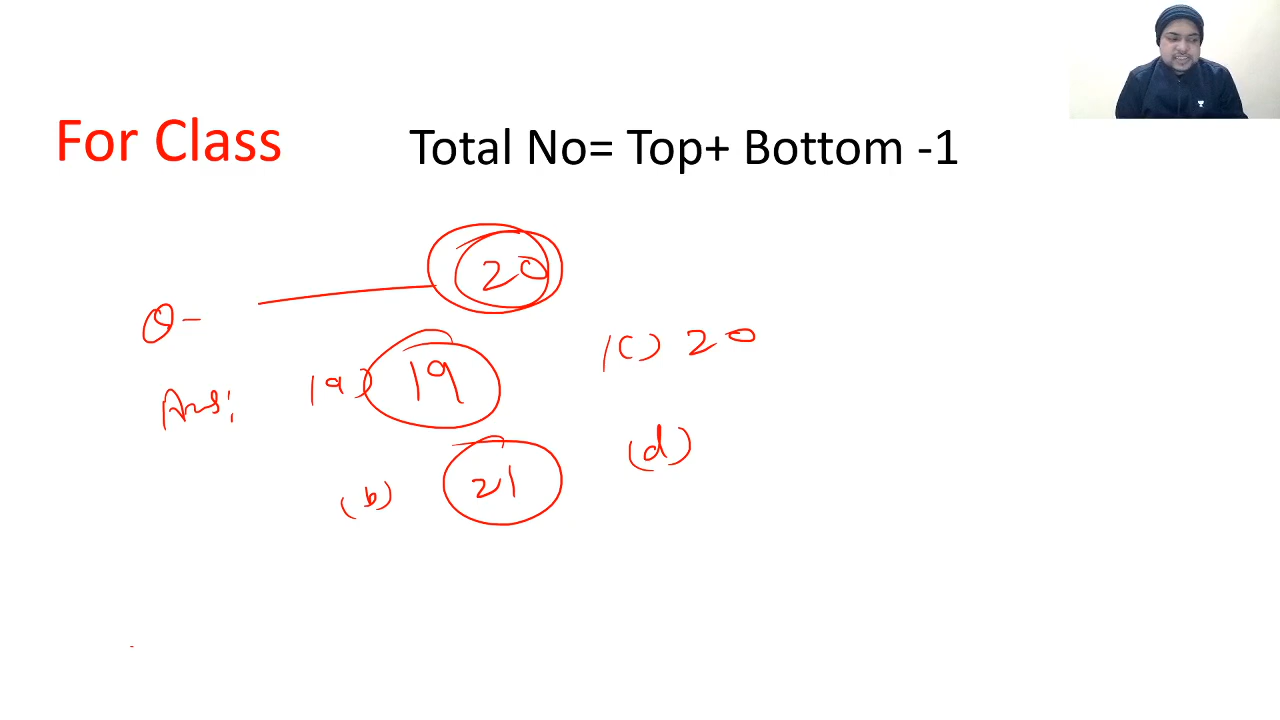 For Class
Total No= Top+ Bottom -1
20
Q-
(a) 19
(c) 20
Ans:
(b) 21
(d)